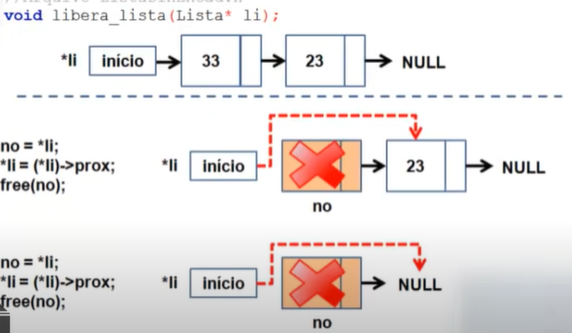 void libera_lista(Lista* li);
*li início 33 23 NULL
no = *li;
*li = (*li)->prox;
free(no);
*li início 23 NULL
no
no = *li;
*li = (*li)->prox;
free(no);
*li início NULL
no